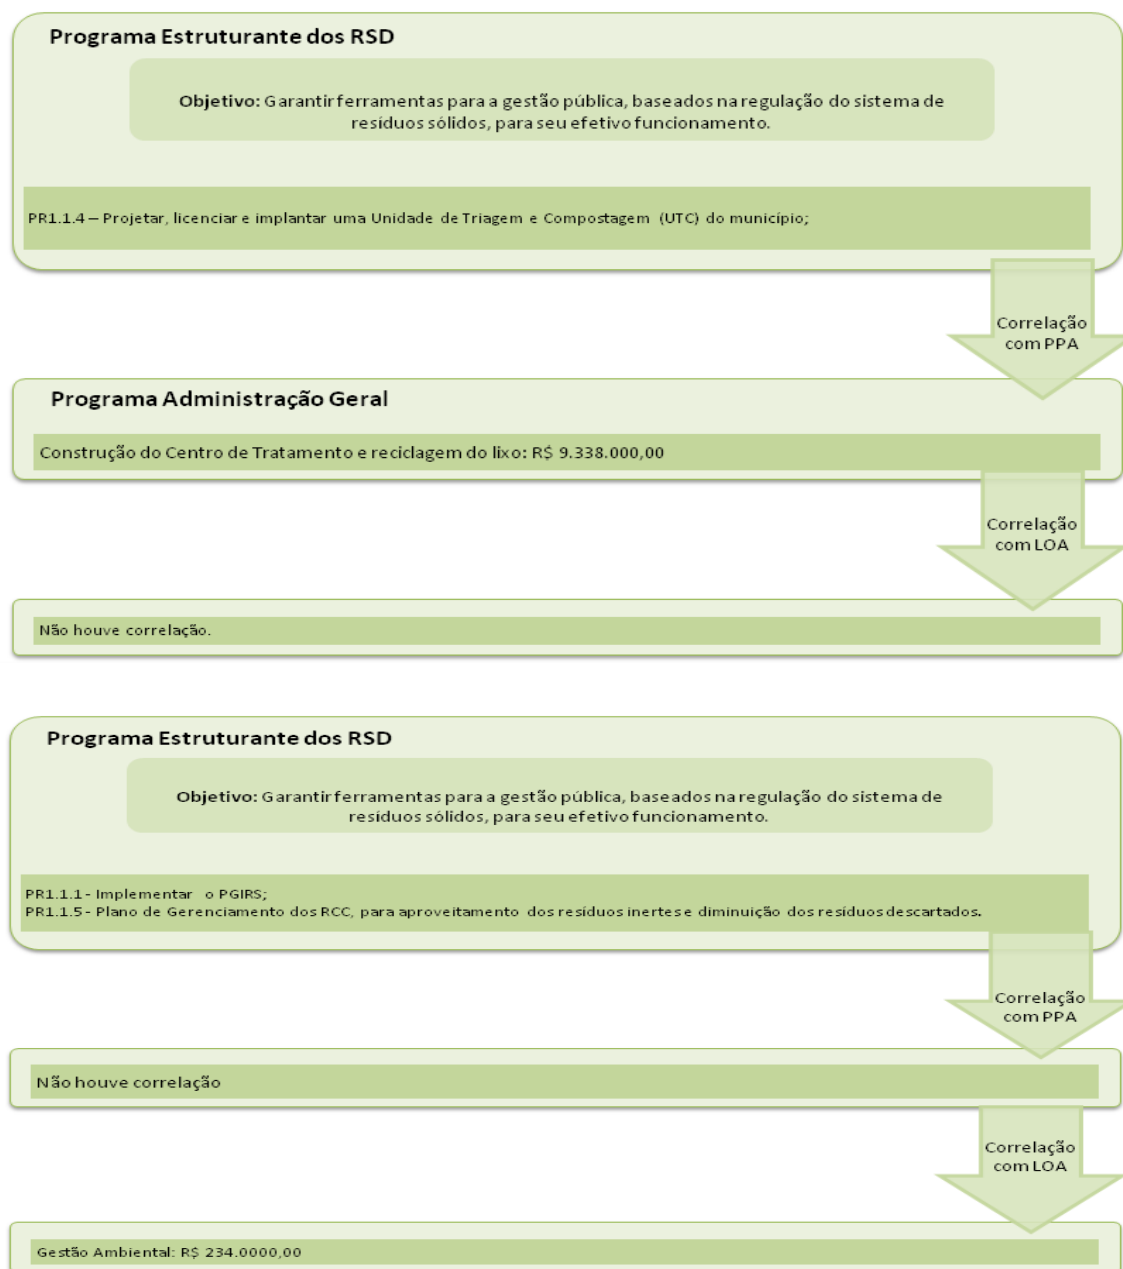 Programa Estruturante dos RSD
Objetivo: Garantir ferramentas para a gestão pública, baseados na regulação do sistema de
resíduos sólidos, para seu efetivo funcionamento.
PR1.1.4 – Projetar, licenciar e implantar uma Unidade de Triagem e Compostagem (UTC) do município;
Correlação
com PPA
Programa Administração Geral
Construção do Centro de Tratamento e reciclagem do lixo: R$ 9.338.000,00
Correlação
com LOA
Não houve correlação.
Programa Estruturante dos RSD
Objetivo: Garantir ferramentas para a gestão pública, baseados na regulação do sistema de
resíduos sólidos, para seu efetivo funcionamento.
PR1.1.1 - Implementar o PGIRS;
PR1.1.5 - Plano de Gerenciamento dos RCC, para aproveitamento dos resíduos inertes e diminuição dos resíduos descartados.
Correlação
com PPA
Não houve correlação
Correlação
com LOA
Gestão Ambiental: R$ 234.0000,00